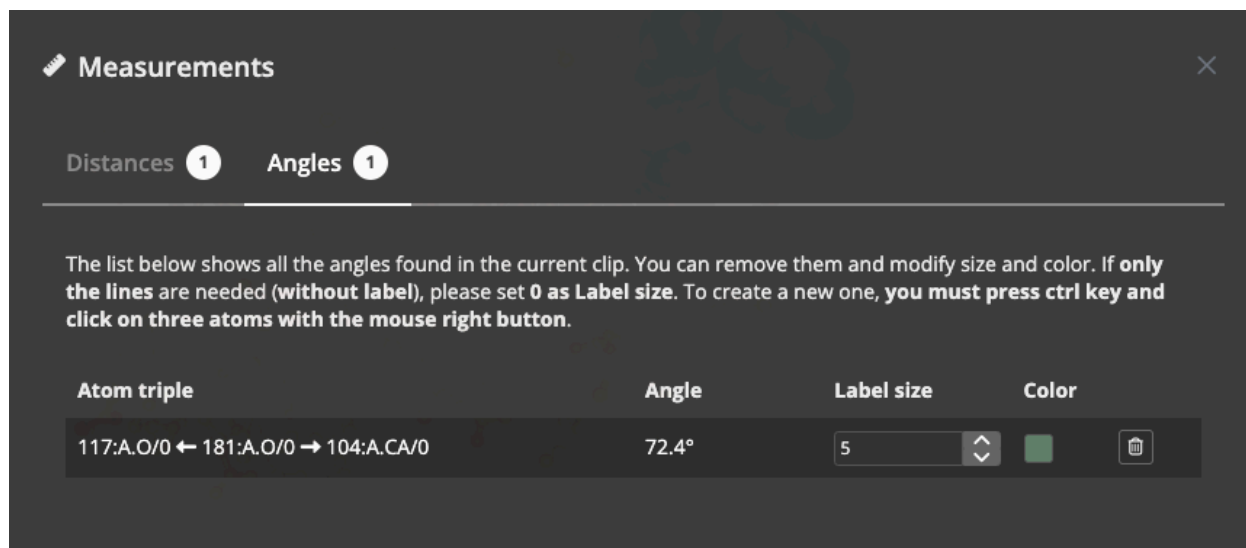 Measurements
Distances 1 Angles 1
The list below shows all the angles found in the current clip. You can remove them and modify size and color. If only
the lines are needed (without label), please set 0 as Label size. To create a new one, you must press ctrl key and
click on three atoms with the mouse right button.
Atom triple Angle Label size Color
117:A.O/0 ← 181:A.O/0 → 104:A.CA/0 72.4° 5